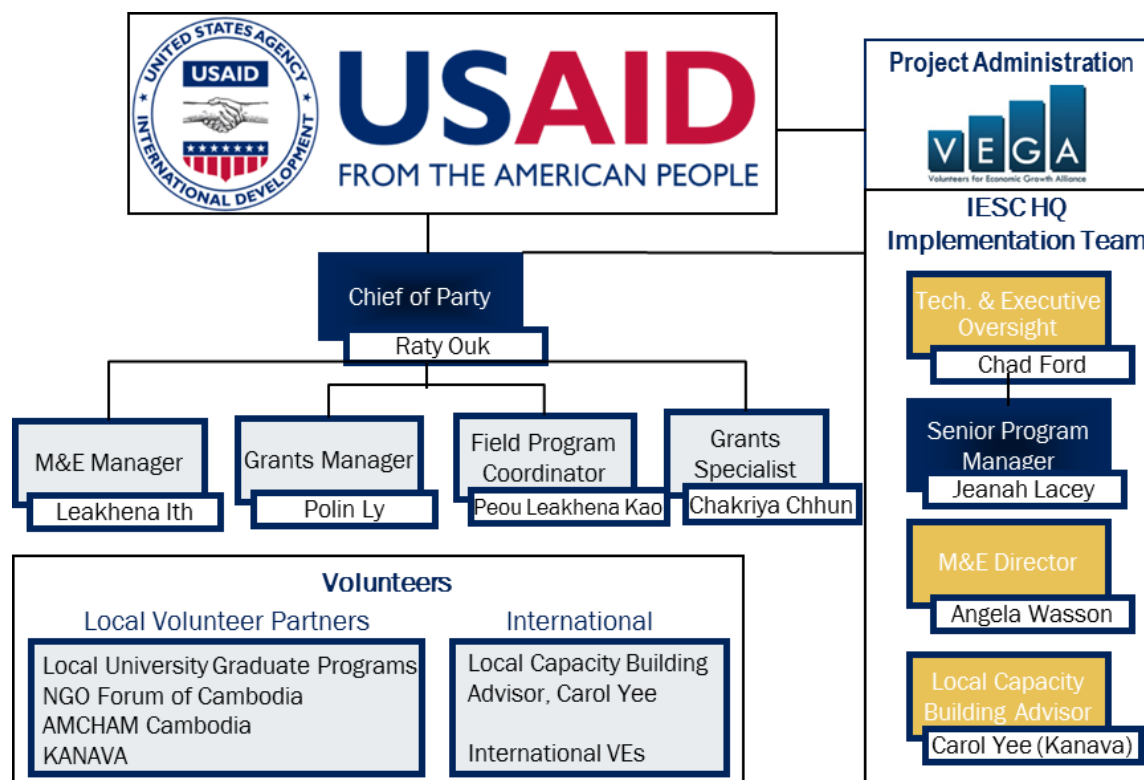 UNITED STATES AGENCY
USAID
INTERNATIONAL DEVELOPMENT
USAID
FROM THE AMERICAN PEOPLE
Project Administration
VEGA
Volunteers for Economic Growth Alliance
IESC HQ
Implementation Team
Tech. & Executive
Oversight
Chad Ford
Senior Program
Manager
Jeanah Lacey
M&E Director
Angela Wasson
Local Capacity
Building Advisor
Carol Yee (Kanava)
Chief of Party
Raty Ouk
M&E Manager
Leakhena Ith
Grants Manager
Polin Ly
Field Program
Coordinator
Peou Leakhena Kao
Grants
Specialist
Chakriya Chhun
Volunteers
Local Volunteer Partners
Local University Graduate Programs
NGO Forum of Cambodia
AMCHAM Cambodia
KANAVA
International
Local Capacity Building
Advisor, Carol Yee
International VEs